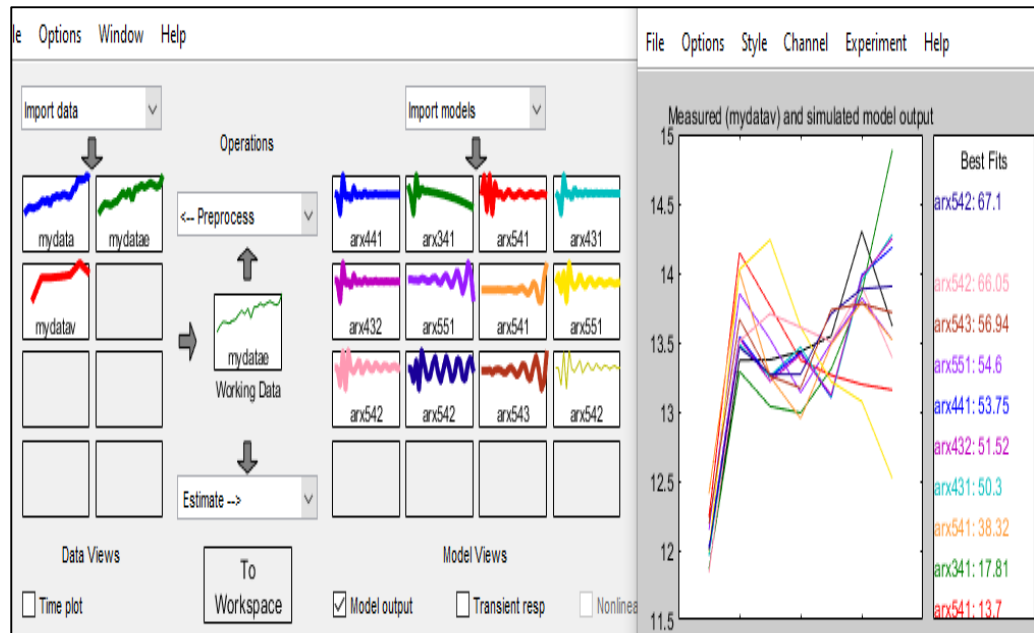 le Options Window Help
Import data
Import models
Operations
mydata mydatae
<-- Preprocess
arx441 arx341 arx541 arx431
mydatav
arx432 arx551 arx541 arx551
mydatae
Working Data
arx542 arx542 arx543 arx542
Estimate -->
Data Views
To
Workspace
Model Views
Time plot
Model output
Transient resp
Nonlinea
File Options Style Channel Experiment Help
Measured (mydatav) and simulated model output
15
14.5
14
13.5
13
12.5
12
11.5
Best Fits
arx542: 67.1
arx542: 66.05
arx543: 56.94
arx551: 54.6
arx441: 53.75
arx432: 51.52
arx431: 50.3
arx541: 38.32
arx341: 17.81
arx541: 13.7